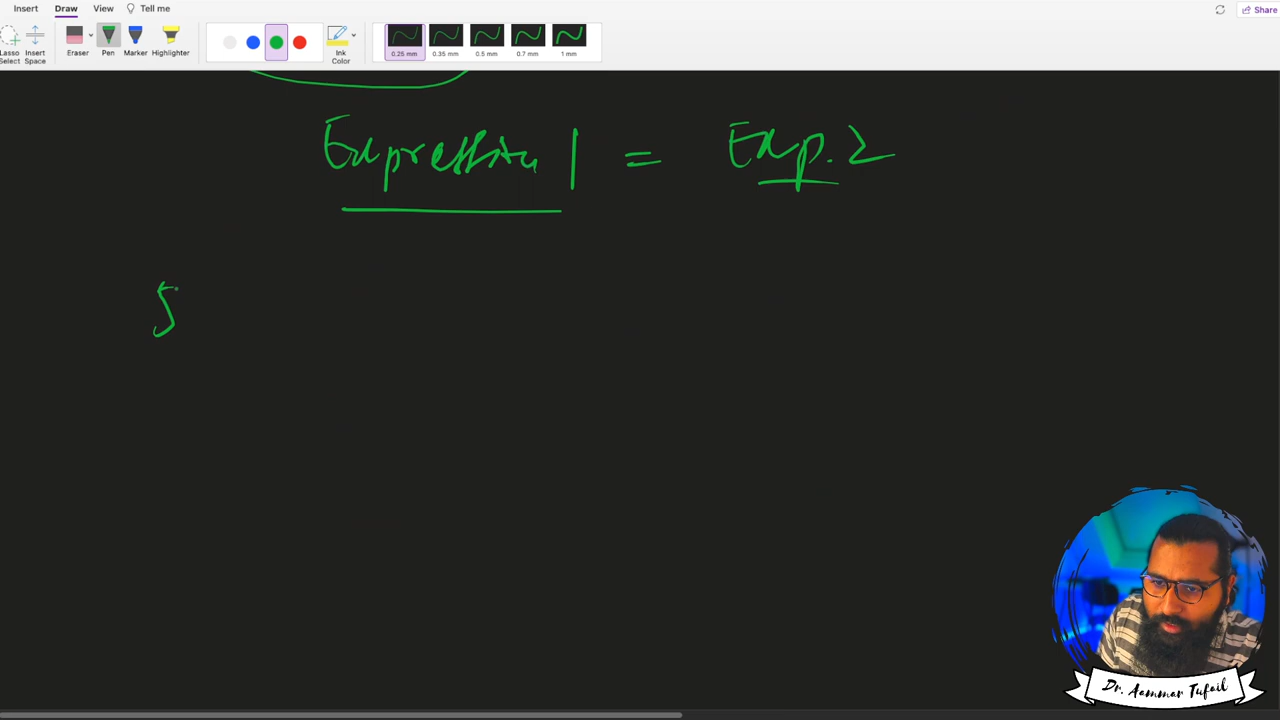 Insert Draw View Tell me Share
Eraser Pen Marker Highlighter
Lasso Select Insert Space Ink Color 0.25 mm 0.35 mm 0.5 mm 0.7 mm 1 mm
Expression 1 = Exp. 2
5
Dr. Aammar Tufail